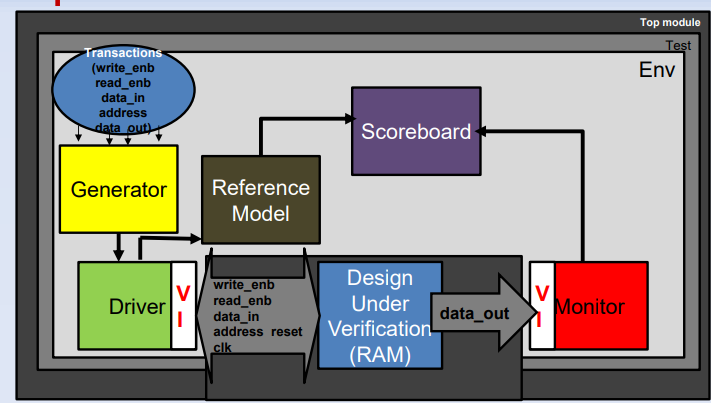 Top module
Test
Env
Transactions
(write_enb
read_enb
data_in
address
data_out)
Scoreboard
Generator
Reference
Model
Driver
V
I
write_enb
read_enb
data_in
address reset
clk
Design
Under
Verification
(RAM)
data_out
V
I
Monitor